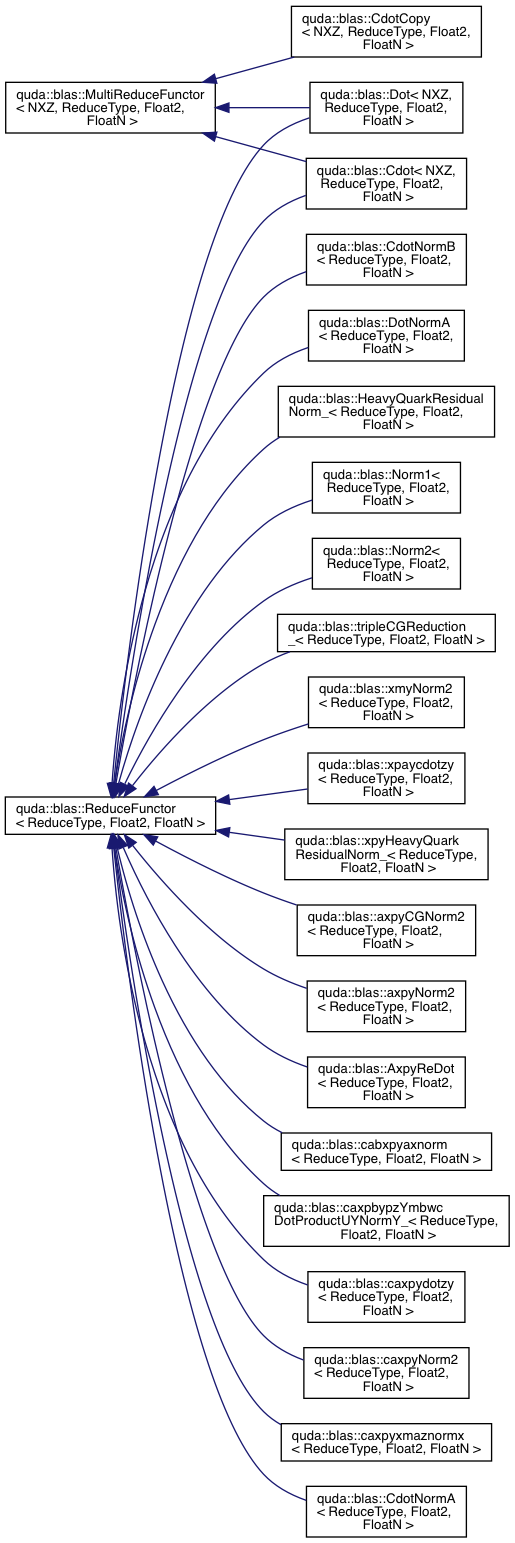 quda::blas::CdotCopy
< NXZ, ReduceType, Float2,
FloatN >
quda::blas::MultiReduceFunctor
< NXZ, ReduceType, Float2,
FloatN >
quda::blas::Dot< NXZ,
ReduceType, Float2,
FloatN >
quda::blas::Cdot< NXZ,
ReduceType, Float2,
FloatN >
quda::blas::CdotNormB
< ReduceType, Float2,
FloatN >
quda::blas::DotNormA
< ReduceType, Float2,
FloatN >
quda::blas::HeavyQuarkResidual
Norm_< ReduceType, Float2,
FloatN >
quda::blas::Norm1<
ReduceType, Float2,
FloatN >
quda::blas::Norm2<
ReduceType, Float2,
FloatN >
quda::blas::tripleCGReduction
_< ReduceType, Float2, FloatN >
quda::blas::xmyNorm2
< ReduceType, Float2,
FloatN >
quda::blas::xpaycdotzy
< ReduceType, Float2,
FloatN >
quda::blas::ReduceFunctor
< ReduceType, Float2, FloatN >
quda::blas::xpyHeavyQuark
ResidualNorm_< ReduceType,
Float2, FloatN >
quda::blas::axpyCGNorm2
< ReduceType, Float2,
FloatN >
quda::blas::axpyNorm2
< ReduceType, Float2,
FloatN >
quda::blas::AxpyReDot
< ReduceType, Float2,
FloatN >
quda::blas::cabxpyaxnorm
< ReduceType, Float2, FloatN >
quda::blas::caxpbypzYmbwc
DotProductUYNormY_< ReduceType,
Float2, FloatN >
quda::blas::caxpydotzy
< ReduceType, Float2,
FloatN >
quda::blas::caxpyNorm2
< ReduceType, Float2,
FloatN >
quda::blas::caxpyxmaznormx
< ReduceType, Float2, FloatN >
quda::blas::CdotNormA
< ReduceType, Float2,
FloatN >